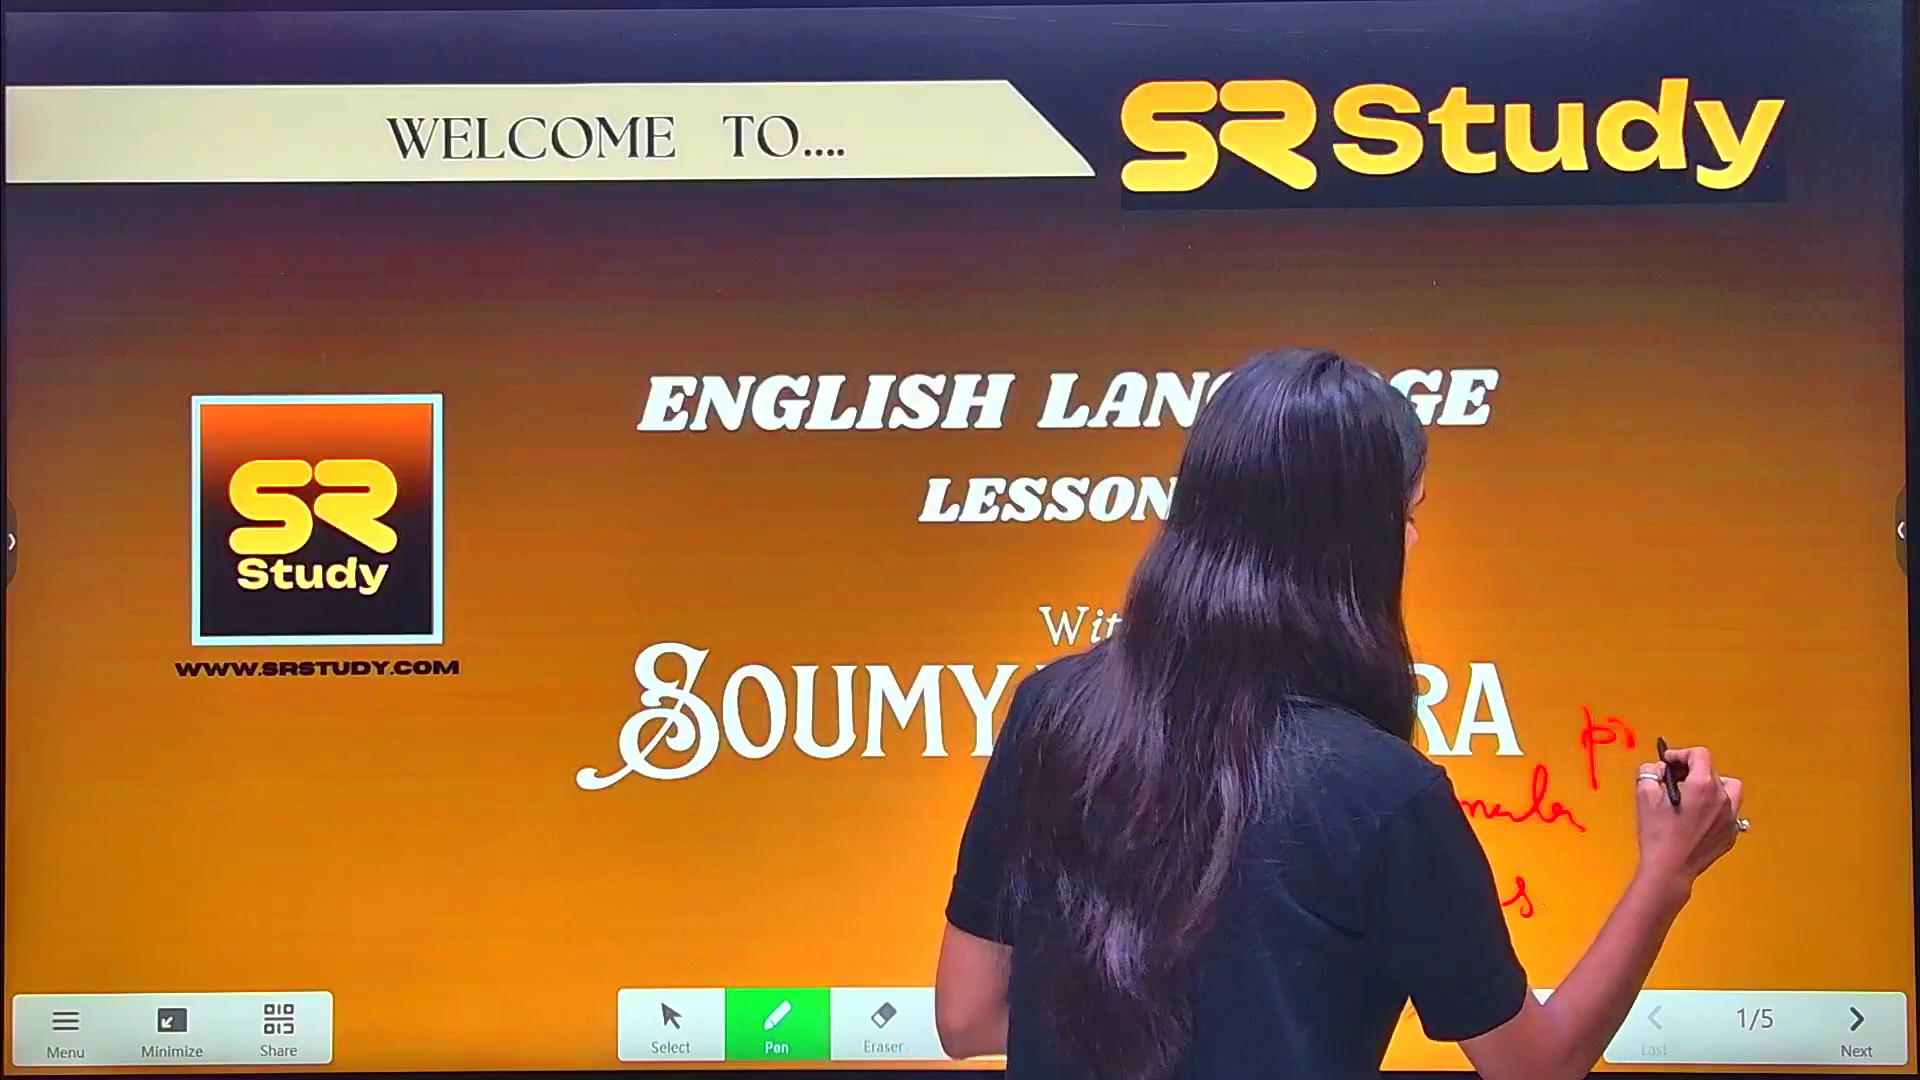 WELCOME TO....
SR Study
ENGLISH LANG GE
LESSON
SR
Study
WWW.SRSTUDY.COM
Wit
SOUMY RA
s
Menu
Minimize
Share
Select
Pen
Eraser
Last
1/5
Next